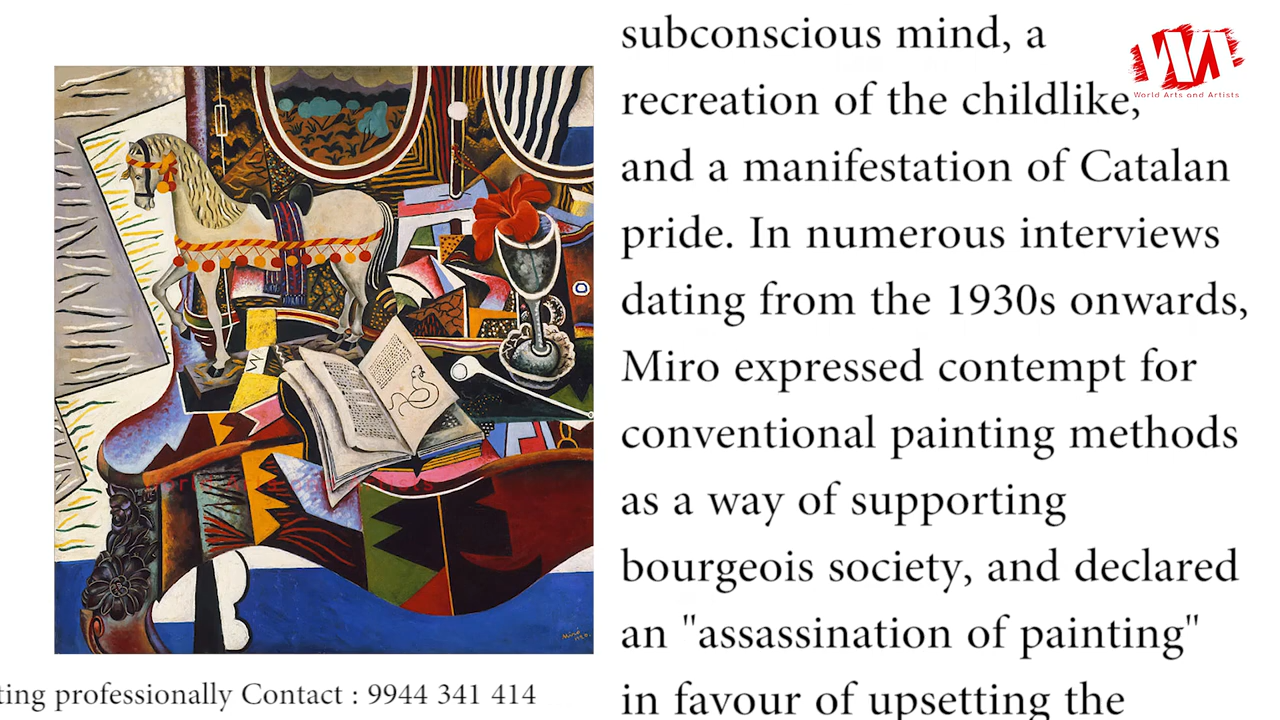 subconscious mind, a
recreation of the childlike,
and a manifestation of Catalan
pride. In numerous interviews
dating from the 1930s onwards,
Miro expressed contempt for
conventional painting methods
as a way of supporting
bourgeois society, and declared
an "assassination of painting"
in favour of upsetting the
World Arts and Artists
Miró
ting professionally Contact : 9944 341 414